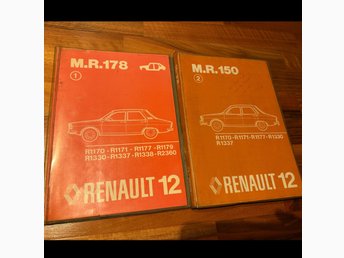 M.R.178
1
R1170 - R1171 - R1177 - R1179
R1330 - R1337 - R1338 - R2360
RENAULT 12
M.R.150
2
R1170-R1171-R1177-R1330
R1337
RENAULT 12